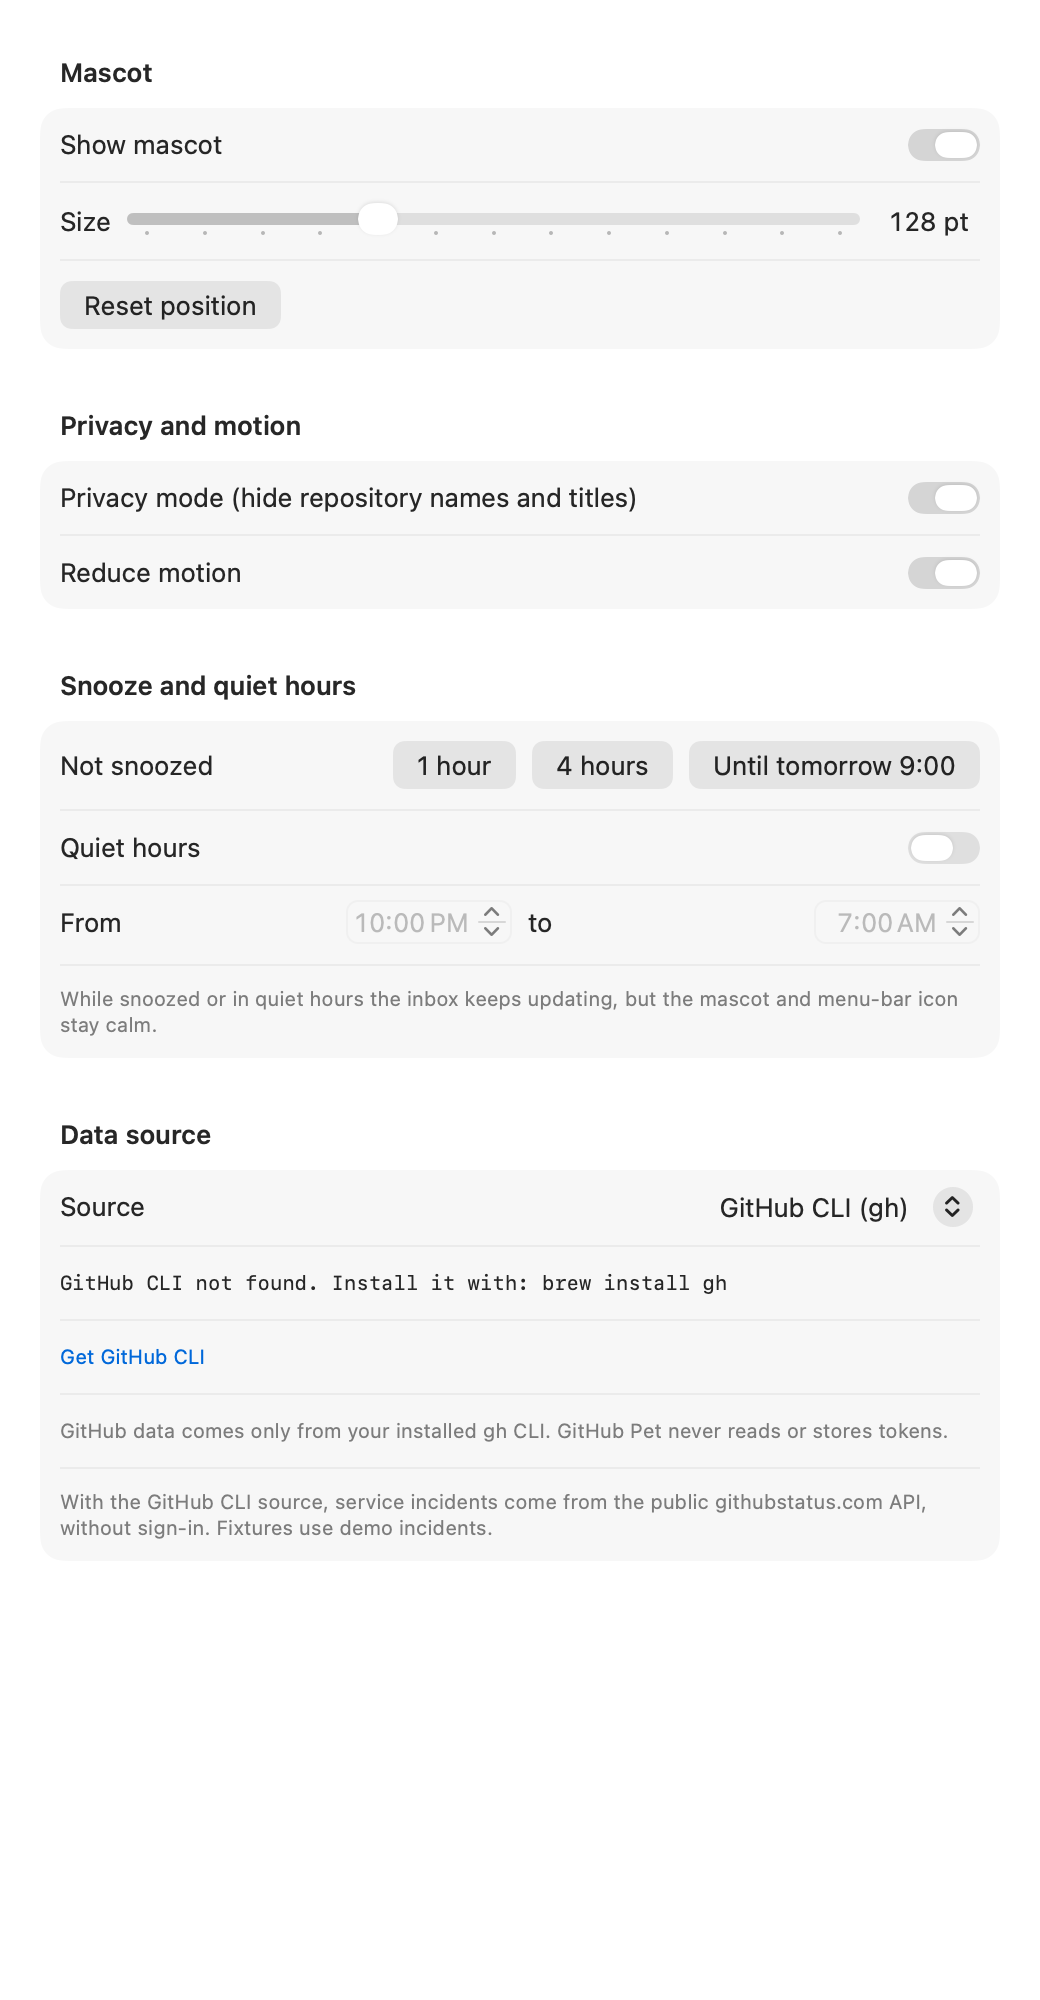 Mascot
Show mascot
Size 128 pt
Reset position
Privacy and motion
Privacy mode (hide repository names and titles)
Reduce motion
Snooze and quiet hours
Not snoozed 1 hour 4 hours Until tomorrow 9:00
Quiet hours
From 10:00 PM to 7:00 AM
While snoozed or in quiet hours the inbox keeps updating, but the mascot and menu-bar icon
stay calm.
Data source
Source GitHub CLI (gh)
GitHub CLI not found. Install it with: brew install gh
Get GitHub CLI
GitHub data comes only from your installed gh CLI. GitHub Pet never reads or stores tokens.
With the GitHub CLI source, service incidents come from the public githubstatus.com API,
without sign-in. Fixtures use demo incidents.